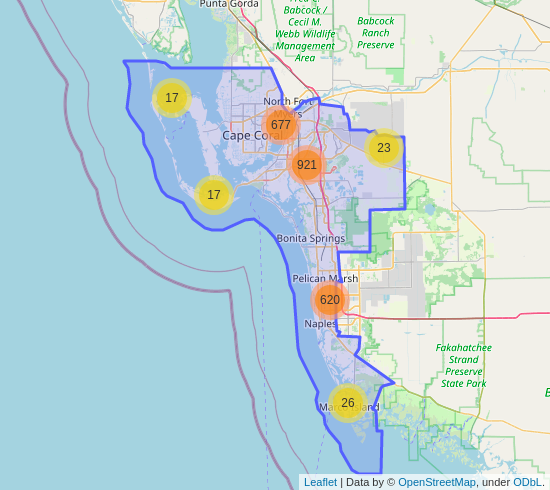 Punta Gorda
Fred C.
Babcock /
Cecil M.
Webb Wildlife
Management
Area
Babcock
Ranch
Preserve
17
North Fort
Myers
677
Cape Coral
23
921
17
Bonita Springs
Pelican Marsh
620
Naples
Fakahatchee
Strand
Preserve
State Park
26
Marco Island
B
Leaflet | Data by © OpenStreetMap, under ODbL.